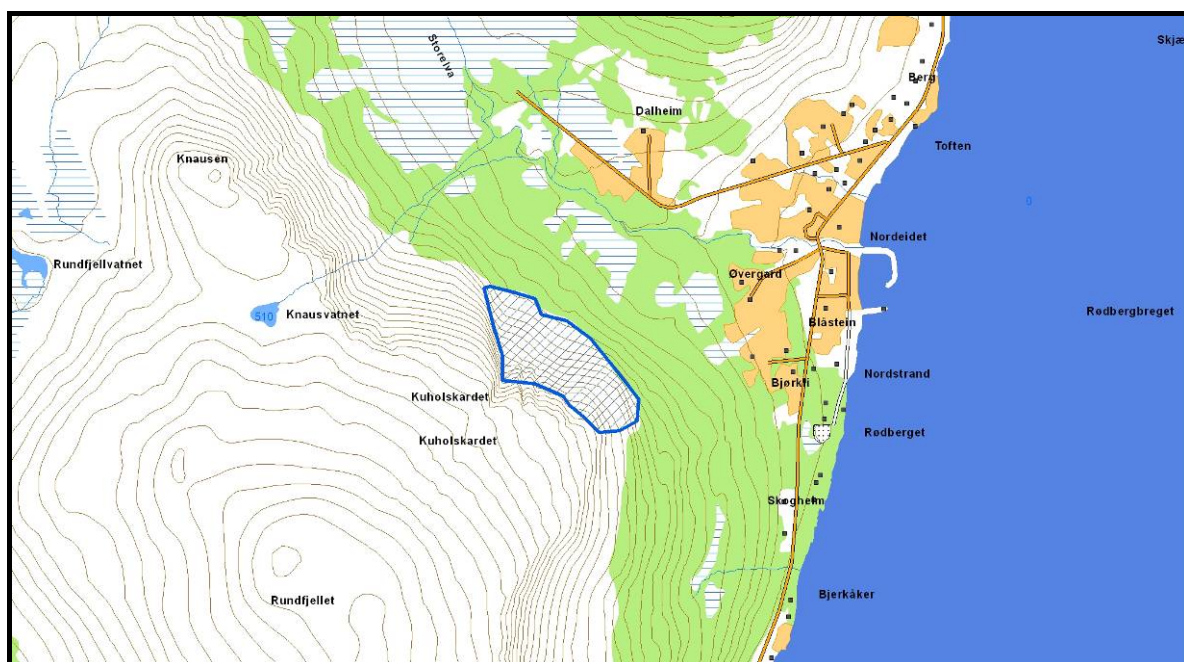 Skjæ
Storelva
Berg
Dalheim
Toften
Knausen
0
Nordeidet
Rundfjellvatnet
Øvergard
510
Knausvatnet
Rødbergbreget
Blåstein
Nordstrand
Bjørkli
Kuholskardet
Rødberget
Kuholskardet
Skogheim
Bjerkåker
Rundfjellet